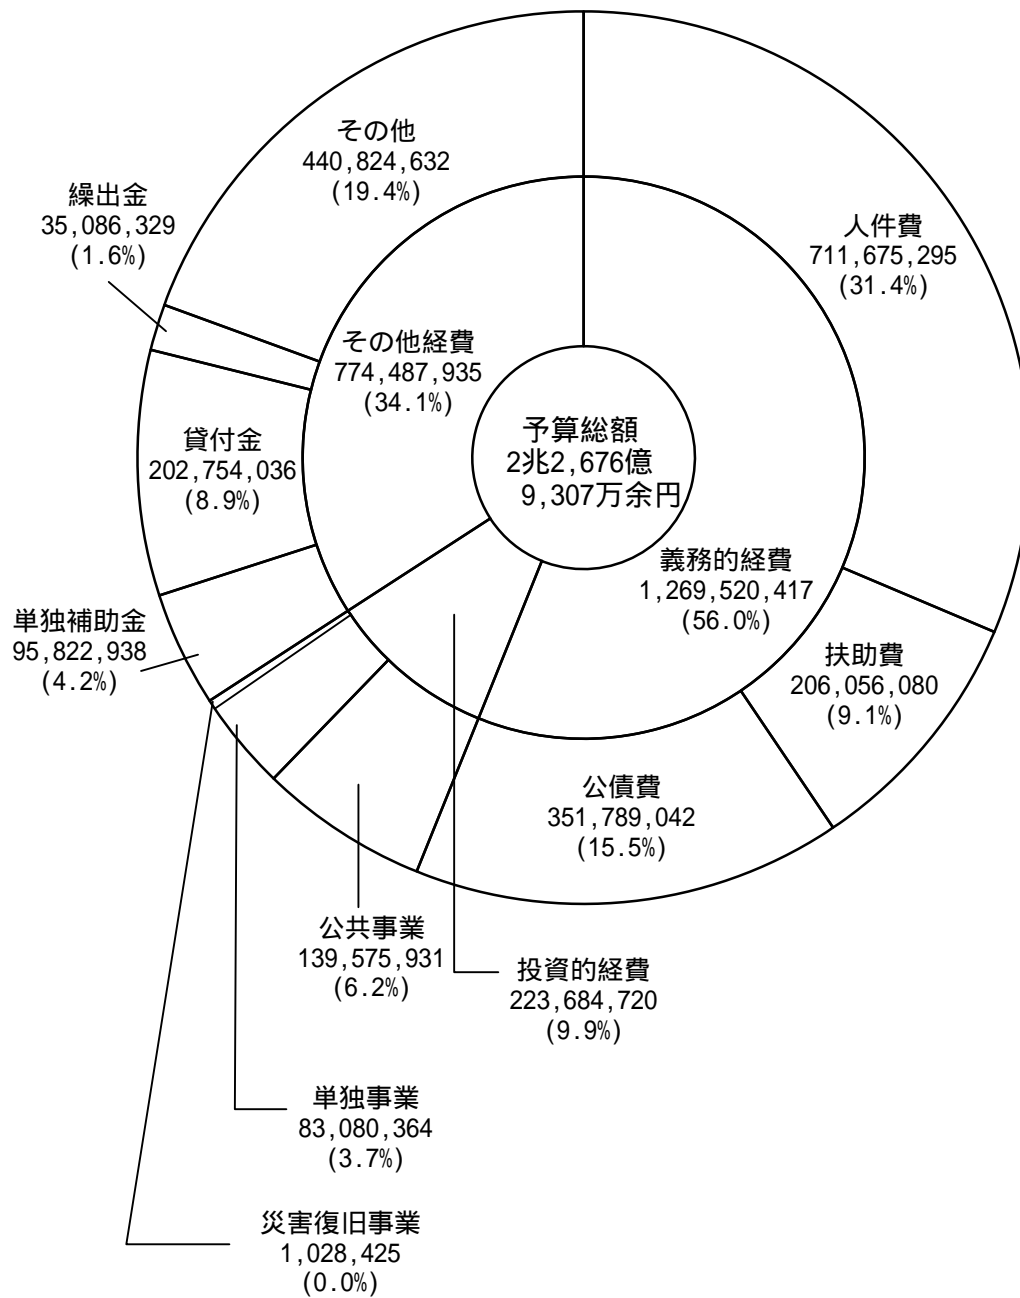 その他
440,824,632
(19.4%)
繰出金
35,086,329
(1.6%)
人件費
711,675,295
(31.4%)
その他経費
774,487,935
(34.1%)
予算総額
2兆2,676億
9,307万余円
貸付金
202,754,036
(8.9%)
義務的経費
1,269,520,417
(56.0%)
単独補助金
95,822,938
(4.2%)
扶助費
206,056,080
(9.1%)
公債費
351,789,042
(15.5%)
公共事業
139,575,931
(6.2%)
投資的経費
223,684,720
(9.9%)
単独事業
83,080,364
(3.7%)
災害復旧事業
1,028,425
(0.0%)